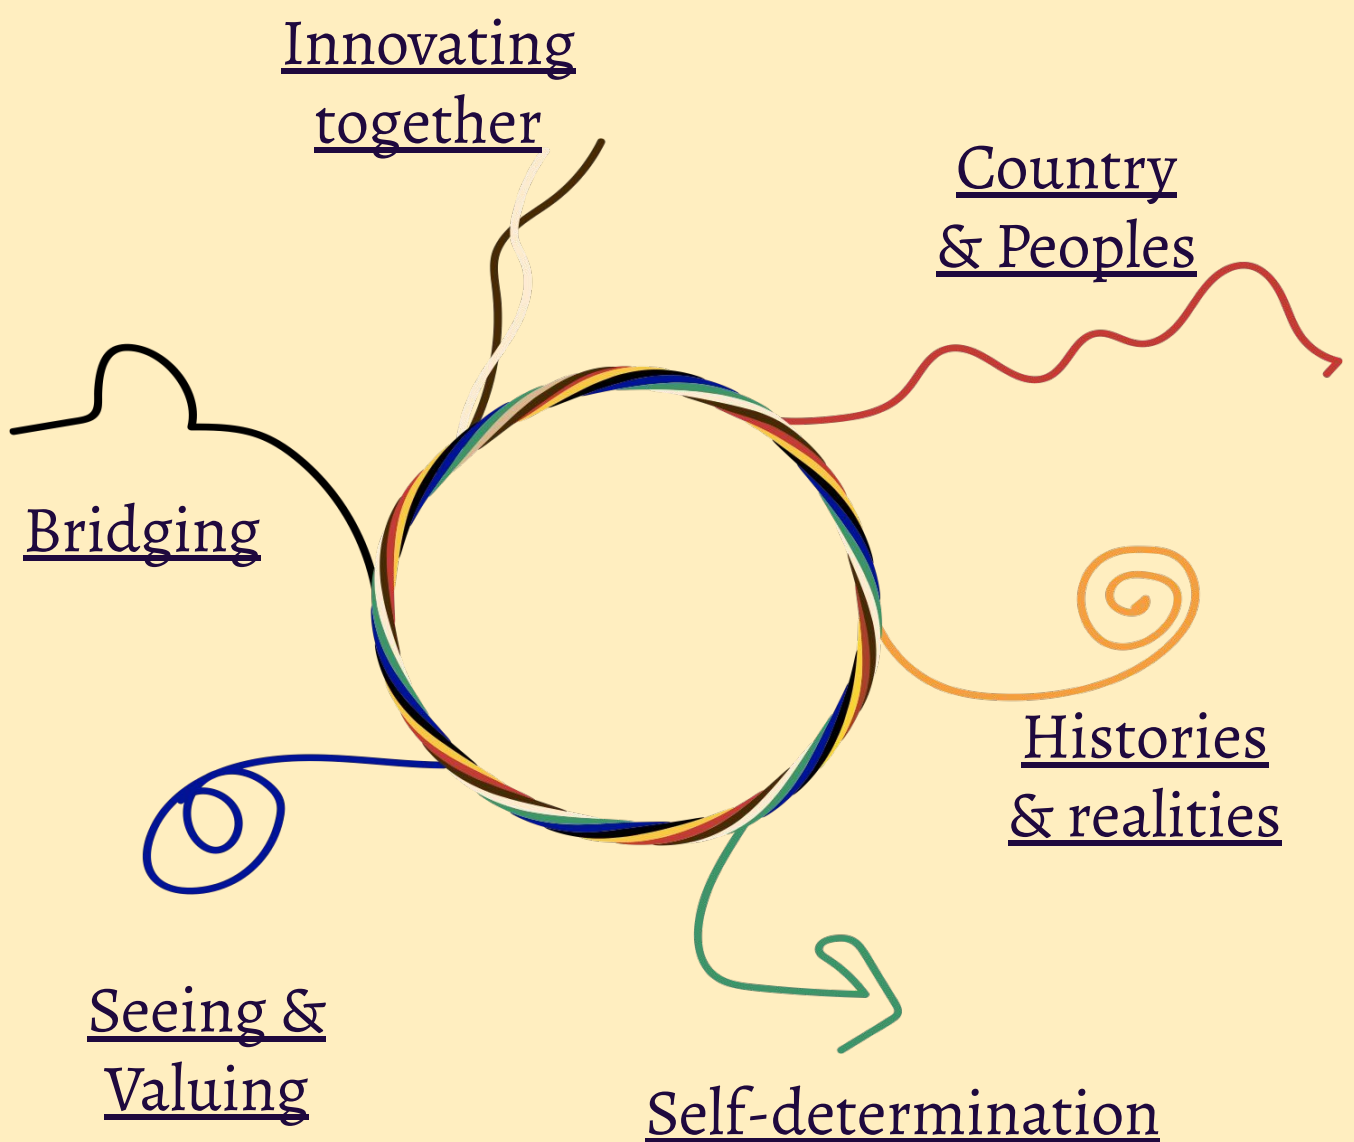 Innovating
together
Country
& Peoples
Bridging
Histories
& realities
Seeing &
Valuing
Self-determination